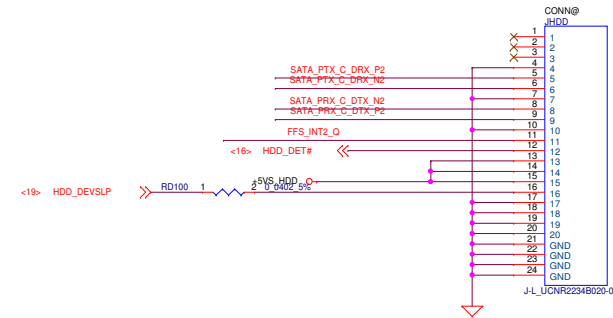 CONN@
JHDD
1 1
2 2
3 3
4 4
SATA_PTX_C_DRX_P2 5 5
SATA_PTX_C_DRX_N2 6 6
7 7
SATA_PRX_C_DTX_N2 8 8
SATA_PRX_C_DTX_P2 9 9
10 10
FFS_INT2_Q 11 11
<16> HDD_DET# 12 12
13 13
14 14
+5VS_HDD 15 15
<19> HDD_DEVSLP RD100 1 2 0_0402_5% 16 16
17 17
18 18
19 19
20 20
21 GND
22 GND
23 GND
24 GND
J-L_UCNR2234B020-0